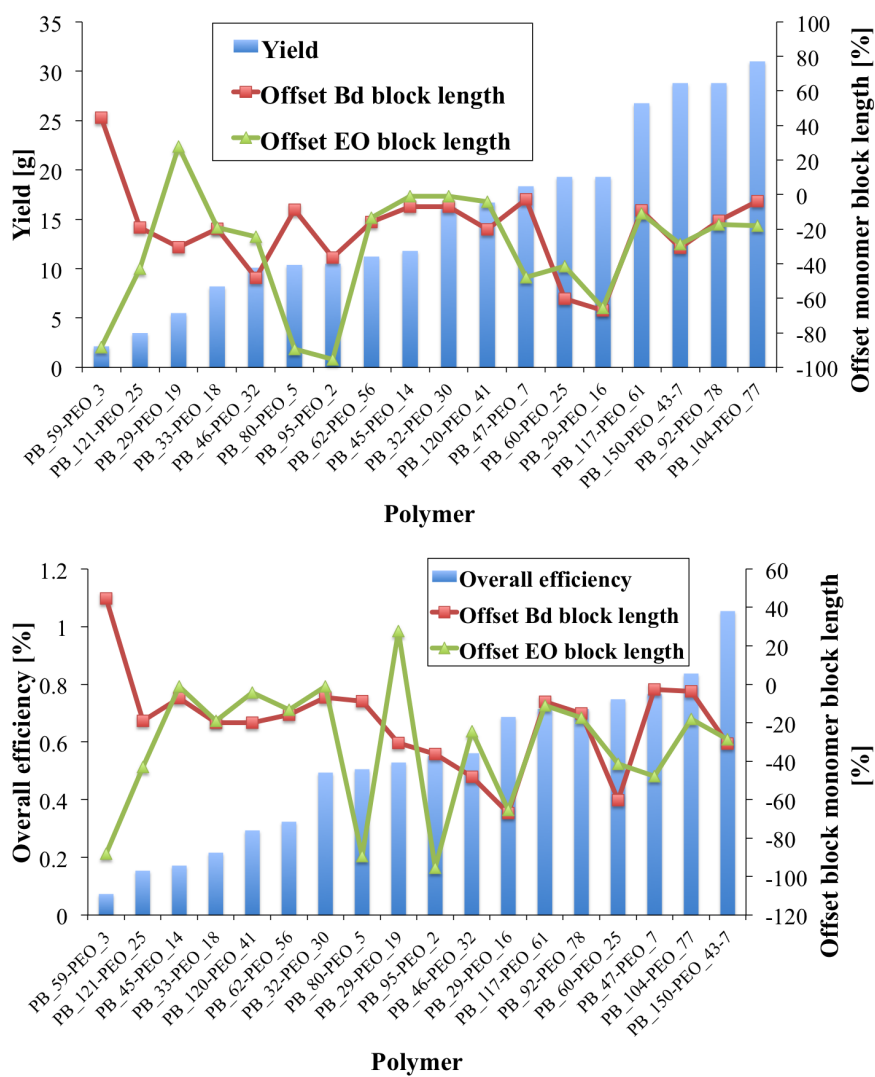 35
30
25
20
15
10
5
0
Yield [g]
Yield
Offset Bd block length
Offset EO block length
100
80
60
40
20
0
-20
-40
-60
-80
-100
Offset monomer block length [%]
PB_59-PEO_3
PB_121-PEO_25
PB_29-PEO_19
PB_33-PEO_18
PB_46-PEO_32
PB_80-PEO_5
PB_95-PEO_2
PB_62-PEO_56
PB_45-PEO_14
PB_32-PEO_30
PB_120-PEO_41
PB_47-PEO_7
PB_60-PEO_25
PB_29-PEO_16
PB_117-PEO_61
PB_150-PEO_43-7
PB_92-PEO_78
PB_104-PEO_77
Polymer
1.2
1
0.8
0.6
0.4
0.2
0
Overall efficiency [%]
Overall efficiency
Offset Bd block length
Offset EO block length
60
40
20
0
-20
-40
-60
-80
-100
-120
Offset block monomer block length
[%]
PB_59-PEO_3
PB_121-PEO_25
PB_45-PEO_14
PB_33-PEO_18
PB_120-PEO_41
PB_62-PEO_56
PB_32-PEO_30
PB_80-PEO_5
PB_29-PEO_19
PB_95-PEO_2
PB_46-PEO_32
PB_29-PEO_16
PB_117-PEO_61
PB_92-PEO_78
PB_60-PEO_25
PB_47-PEO_7
PB_104-PEO_77
PB_150-PEO_43-7
Polymer